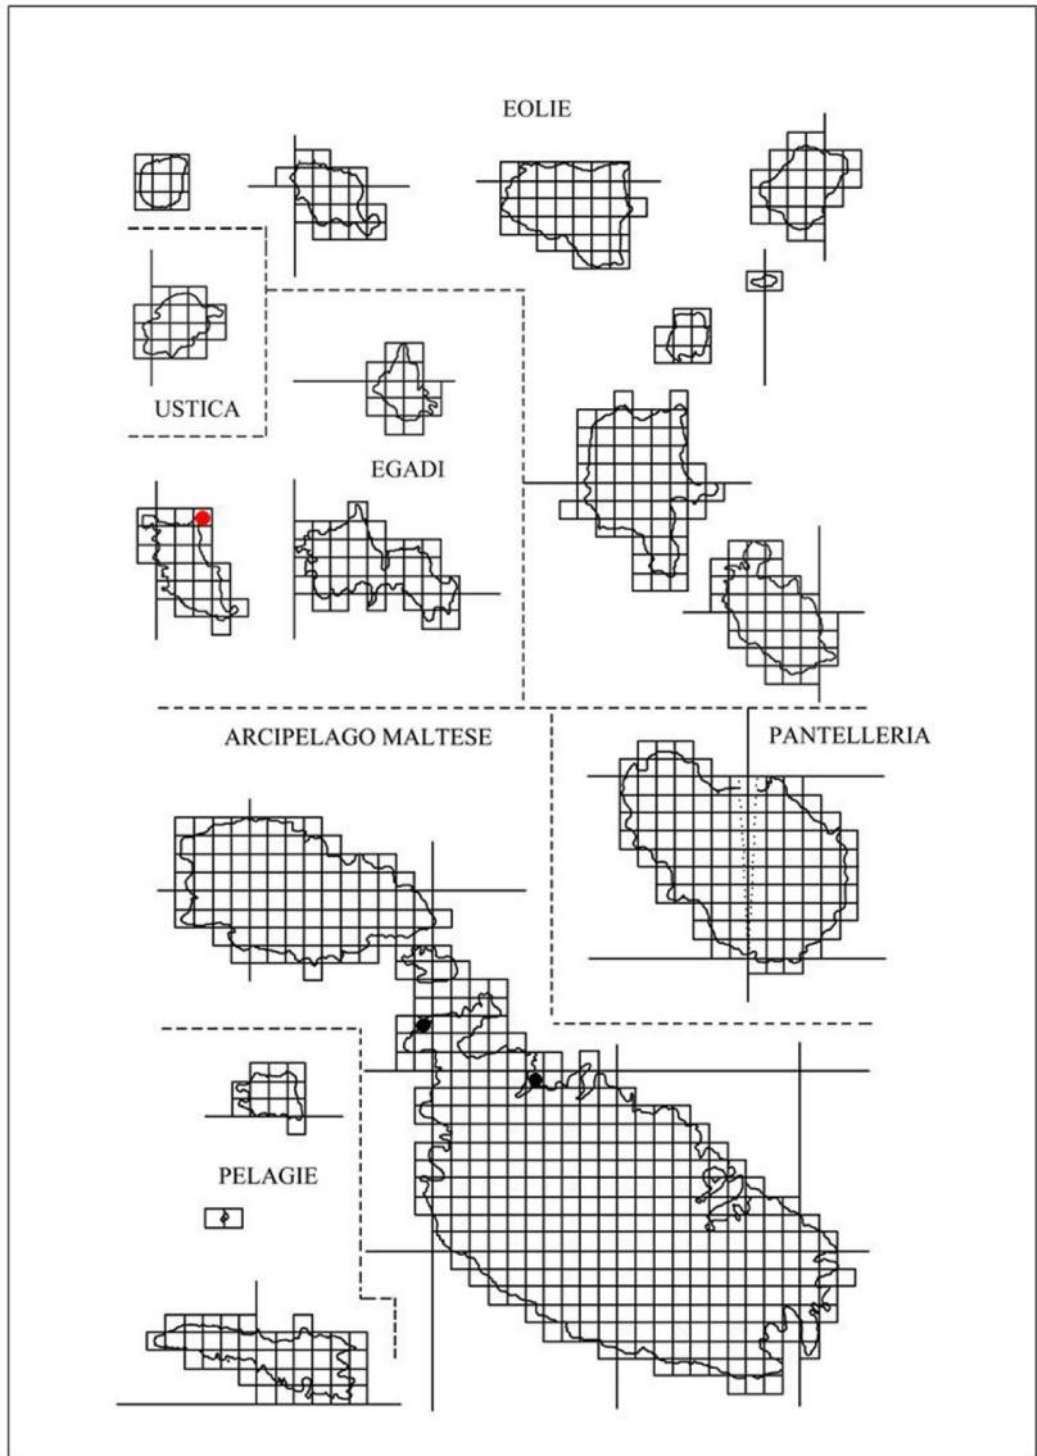 EOLIE
USTICA
EGADI
ARCIPELAGO MALTESE
PANTELLERIA
PELAGIE